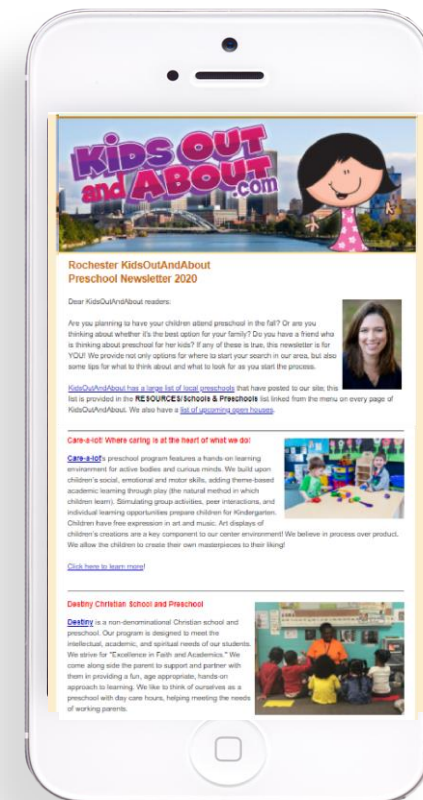 KiDS OUT
and ABOUT
.com
Rochester KidsOutAndAbout
Preschool Newsletter 2020
Dear KidsOutAndAbout readers:
Are you planning to have your children attend preschool in the fall? Or are you
thinking about whether it's the best option for your family? Do you have a friend who
is thinking about preschool for her kids? If any of these is true, this newsletter is for
YOU! We provide not only options for where to start your search in our area, but also
some tips for what to think about and what to look for as you start the process.
KidsOutAndAbout has a large list of local preschools that have posted to our site; this
list is provided in the RESOURCES/Schools & Preschools list linked from the menu on every page of
KidsOutAndAbout. We also have a list of upcoming open houses.
Care-a-lot: Where caring is at the heart of what we do!
Care-a-lot's preschool program features a hands on learning
environment for active bodies and curious minds. We build upon
children's social, emotional and motor skills, adding theme-based
academic learning through play (the natural method in which
children learn). Stimulating group activities, peer interactions, and
individual learning opportunities prepare children for Kindergarten.
Children have free expression in art and music. Art displays of
children's creations are a key component to our center environment! We believe in process over product.
We allow the children to create their own masterpieces to their liking!
Click here to learn more!
Destiny Christian School and Preschool
Destiny is a non-denominational Christian school and
preschool. Our program is designed to meet the
intellectual, academic, and spiritual needs of our students.
We strive for "Excellence in Faith and Academics." We
come along side the parent to support and partner with
them in providing a fun, age appropriate, hands-on
approach to learning. We like to think of ourselves as a
preschool with day care hours, helping meeting the needs
of working parents.